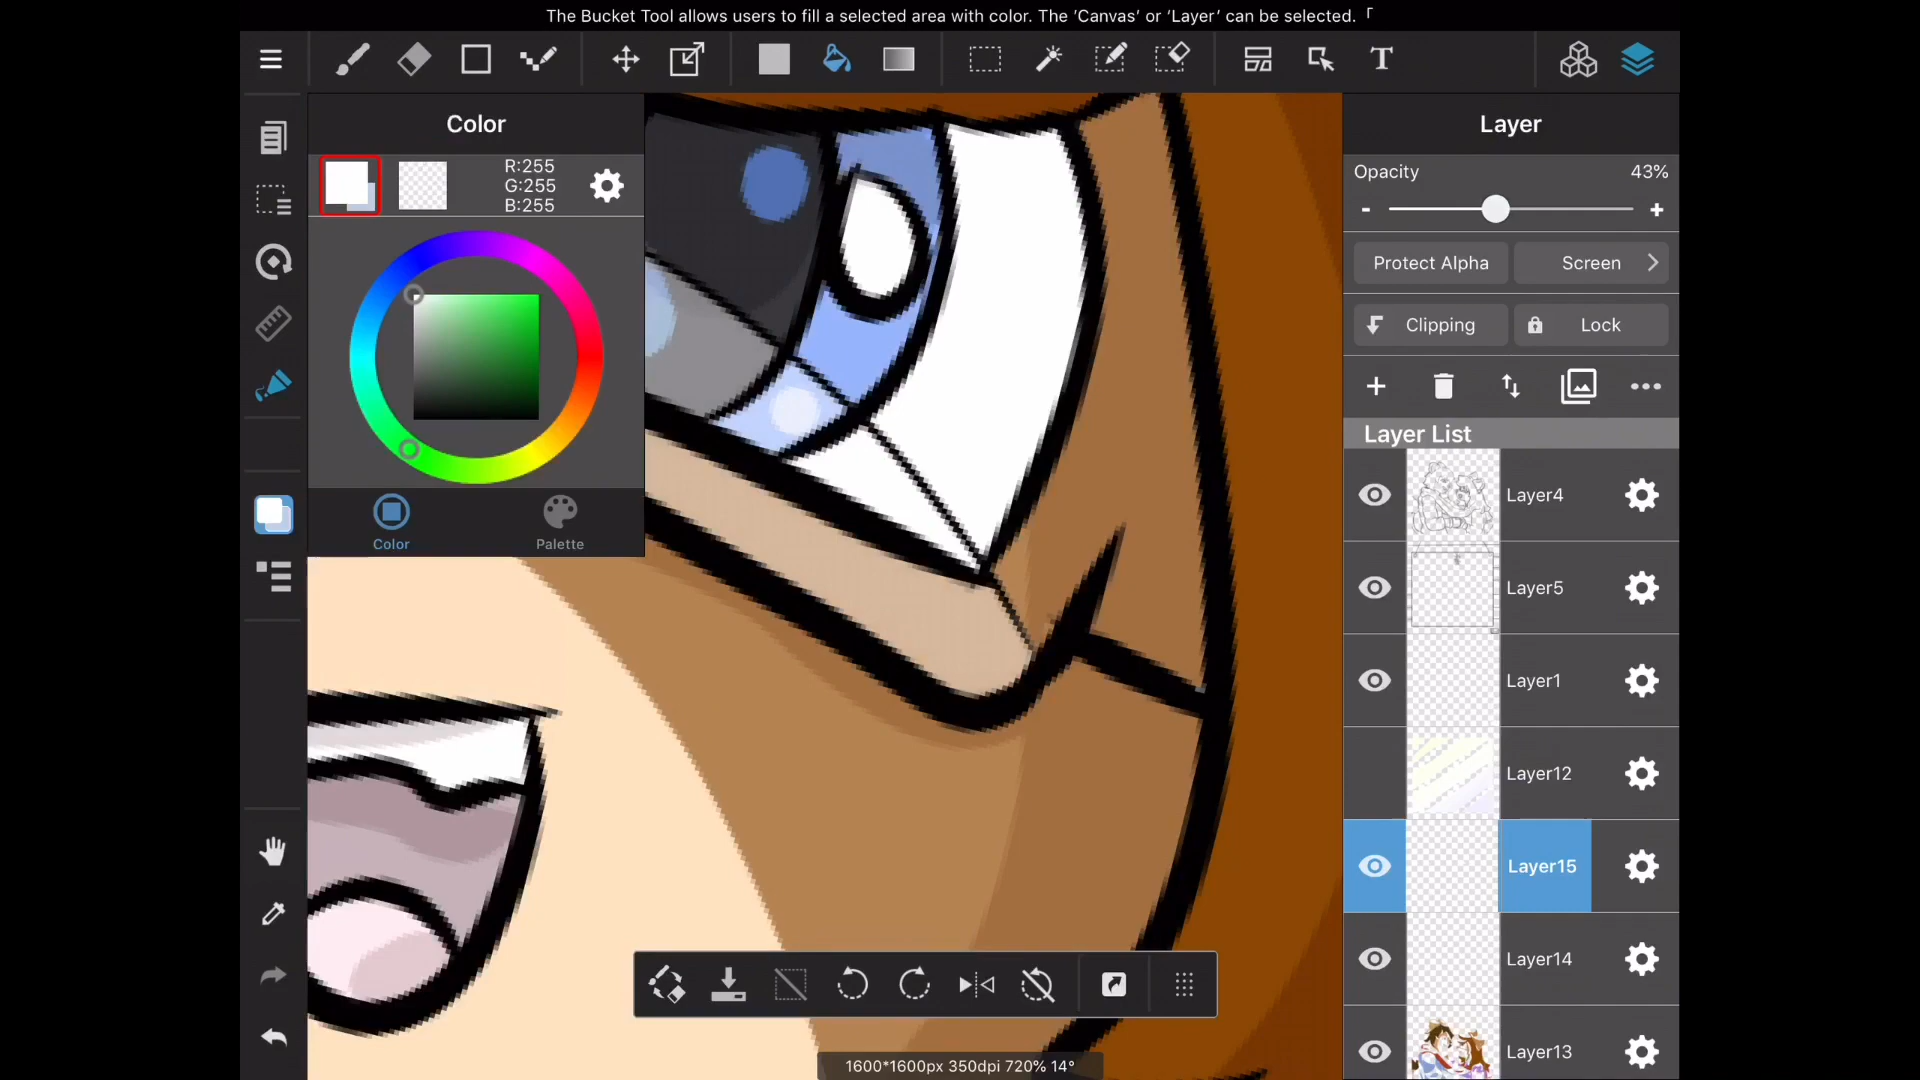 The Bucket Tool allows users to fill a selected area with color. The 'Canvas' or 'Layer' can be selected. 「
T
Color
R:255
G:255
B:255
Color
Palette
Layer
Opacity 43%
- +
Protect Alpha
Screen
Clipping
Lock
Layer List
Layer4
Layer5
Layer1
Layer12
Layer15
Layer14
Layer13
1600*1600px 350dpi 720% 14°